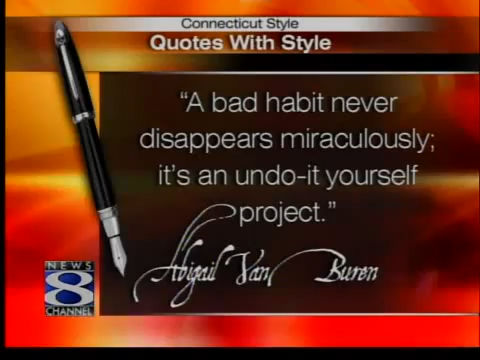 Connecticut Style
Quotes With Style
“A bad habit never
disappears miraculously;
it’s an undo-it yourself
project.”
Abigail Van Buren
NEWS
8
CHANNEL